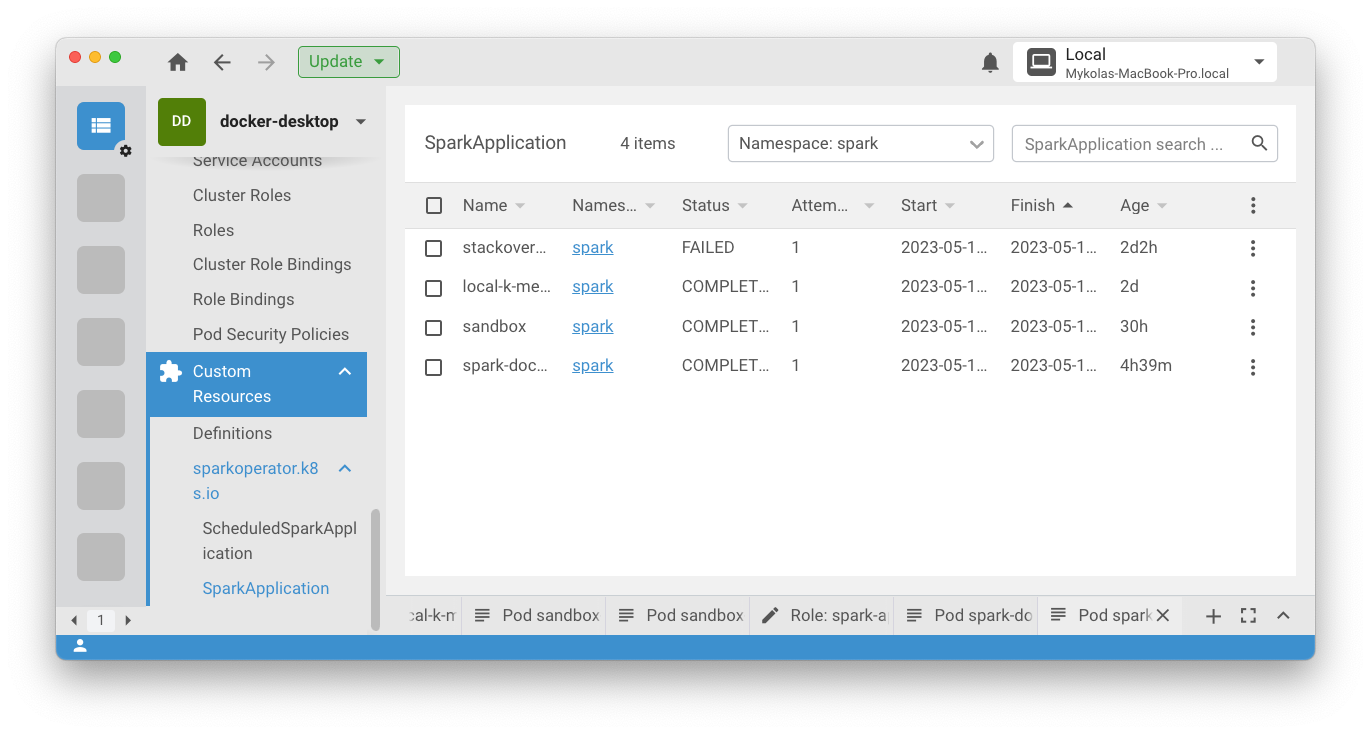 Update
Local
Mykolas-MacBook-Pro.local
DD
docker-desktop
Service Accounts
Cluster Roles
Roles
Cluster Role Bindings
Role Bindings
Pod Security Policies
Custom
Resources
Definitions
sparkoperator.k8
s.io
ScheduledSparkAppl
ication
SparkApplication
1
SparkApplication 4 items Namespace: spark SparkApplication search ...
Name Names... Status Attem... Start Finish Age
stackover... spark FAILED 1 2023-05-1... 2023-05-1... 2d2h
local-k-me... spark COMPLET... 1 2023-05-1... 2023-05-1... 2d
sandbox spark COMPLET... 1 2023-05-1... 2023-05-1... 30h
spark-doc... spark COMPLET... 1 2023-05-1... 2023-05-1... 4h39m
cal-k-m Pod sandbox Pod sandbox Role: spark-a Pod spark-do Pod spark